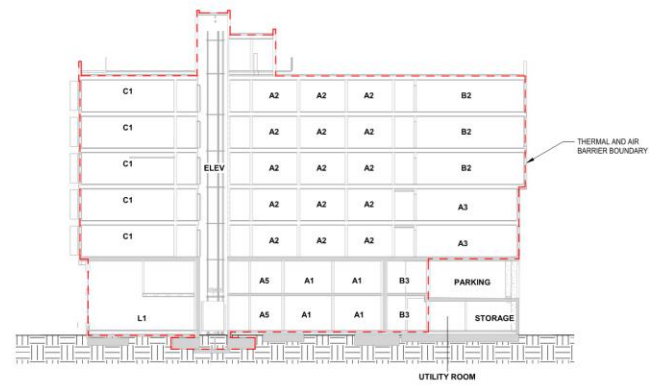 C1 A2 A2 A2 B2
C1 A2 A2 A2 B2
THERMAL AND AIR
BARRIER BOUNDARY
C1 ELEV A2 A2 A2 B2
C1 A2 A2 A2 A3
C1 A2 A2 A2 A3
A5 A1 A1 B3 PARKING
L1 A5 A1 A1 B3 STORAGE
UTILITY ROOM